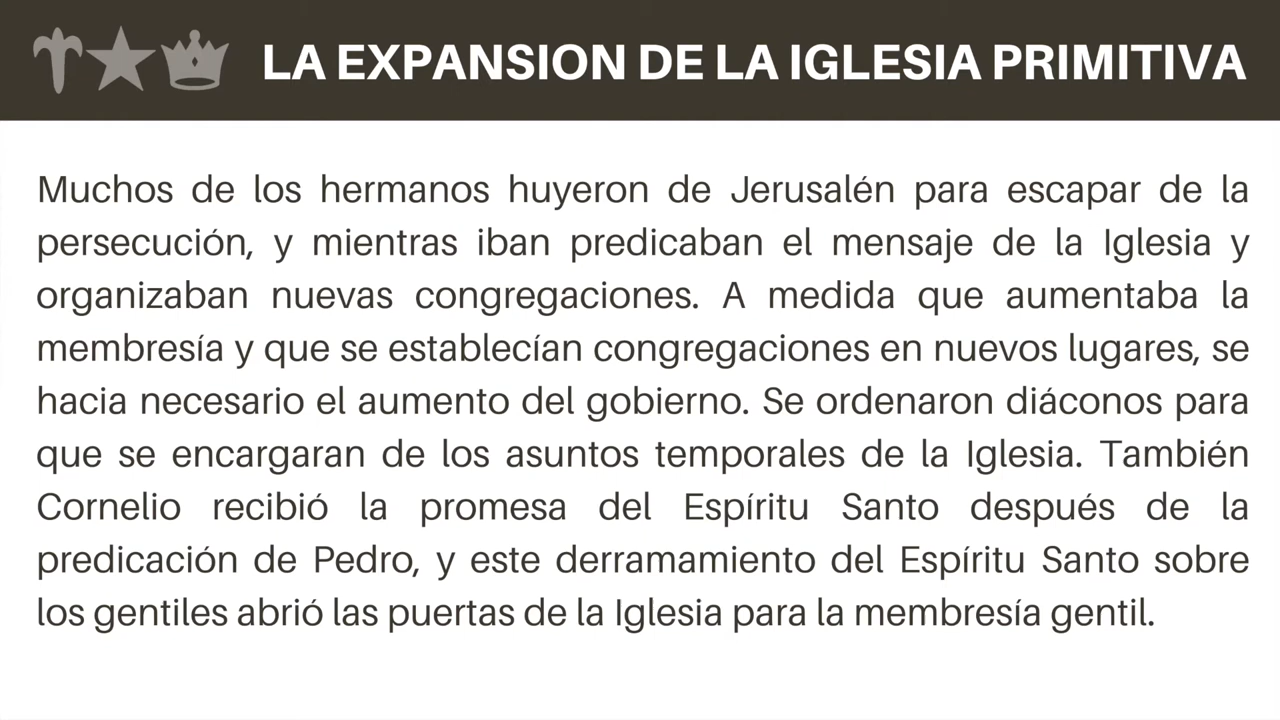 LA EXPANSION DE LA IGLESIA PRIMITIVA
Muchos de los hermanos huyeron de Jerusalén para escapar de la
persecución, y mientras iban predicaban el mensaje de la Iglesia y
organizaban nuevas congregaciones. A medida que aumentaba la
membresía y que se establecían congregaciones en nuevos lugares, se
hacia necesario el aumento del gobierno. Se ordenaron diáconos para
que se encargaran de los asuntos temporales de la Iglesia. También
Cornelio recibió la promesa del Espíritu Santo después de la
predicación de Pedro, y este derramamiento del Espíritu Santo sobre
los gentiles abrió las puertas de la Iglesia para la membresía gentil.